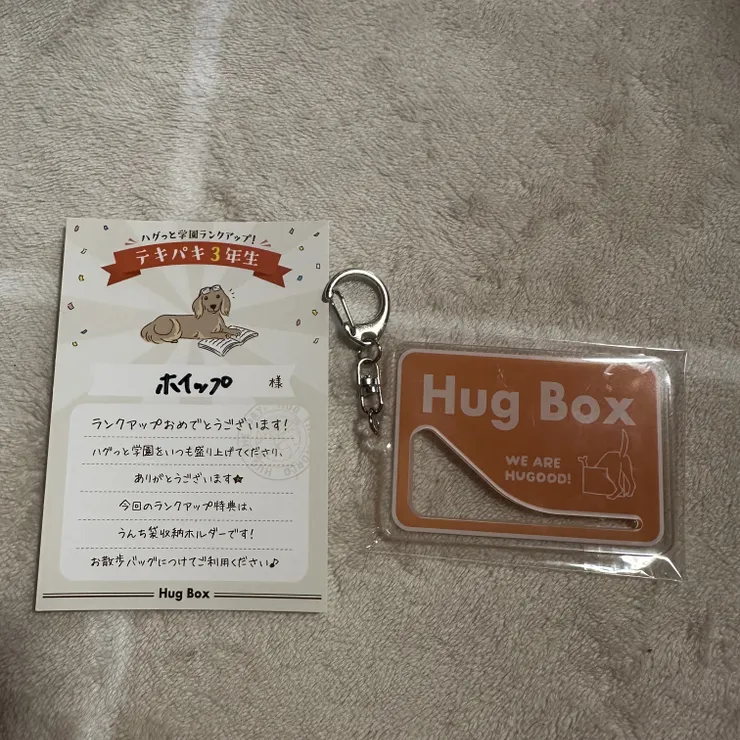 ハグっと学園ランクアップ!
テキパキ3年生
ホイップ 様
ランクアップおめでとうございます!
ハグっと学園をいつも盛り上げてくださり、
ありがとうございます★
今回のランクアップ特典は、
うんち袋収納ホルダーです!
お散歩バッグにつけてご利用ください♪
Hug Box
Hug Box
WE ARE
HUGOOD!